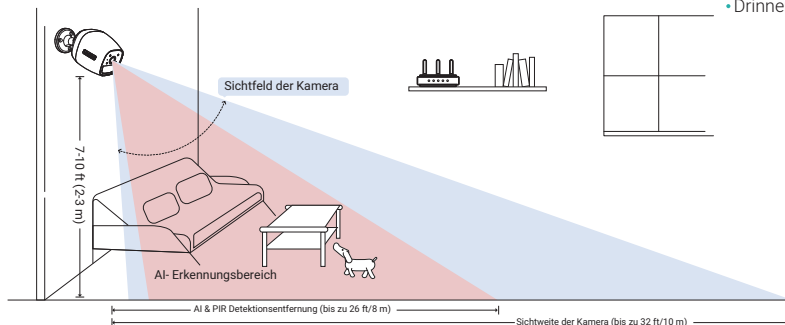 •Drinne
Sichtfeld der Kamera
7-10 ft (2-3 m)
AI- Erkennungsbereich
AI & PIR Detektionsentfernung (bis zu 26 ft/8 m)
Sichtweite der Kamera (bis zu 32 ft/10 m)